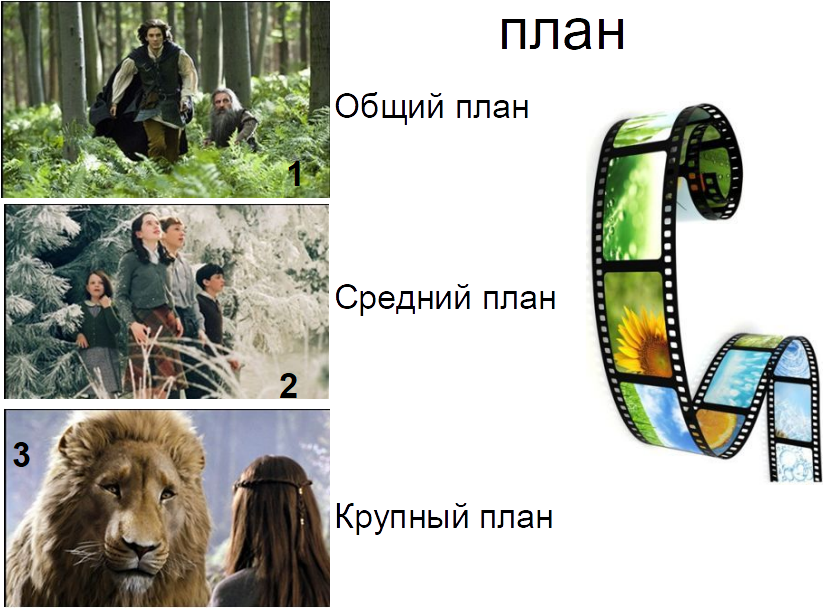 план
Общий план
1
Средний план
2
3
Крупный план